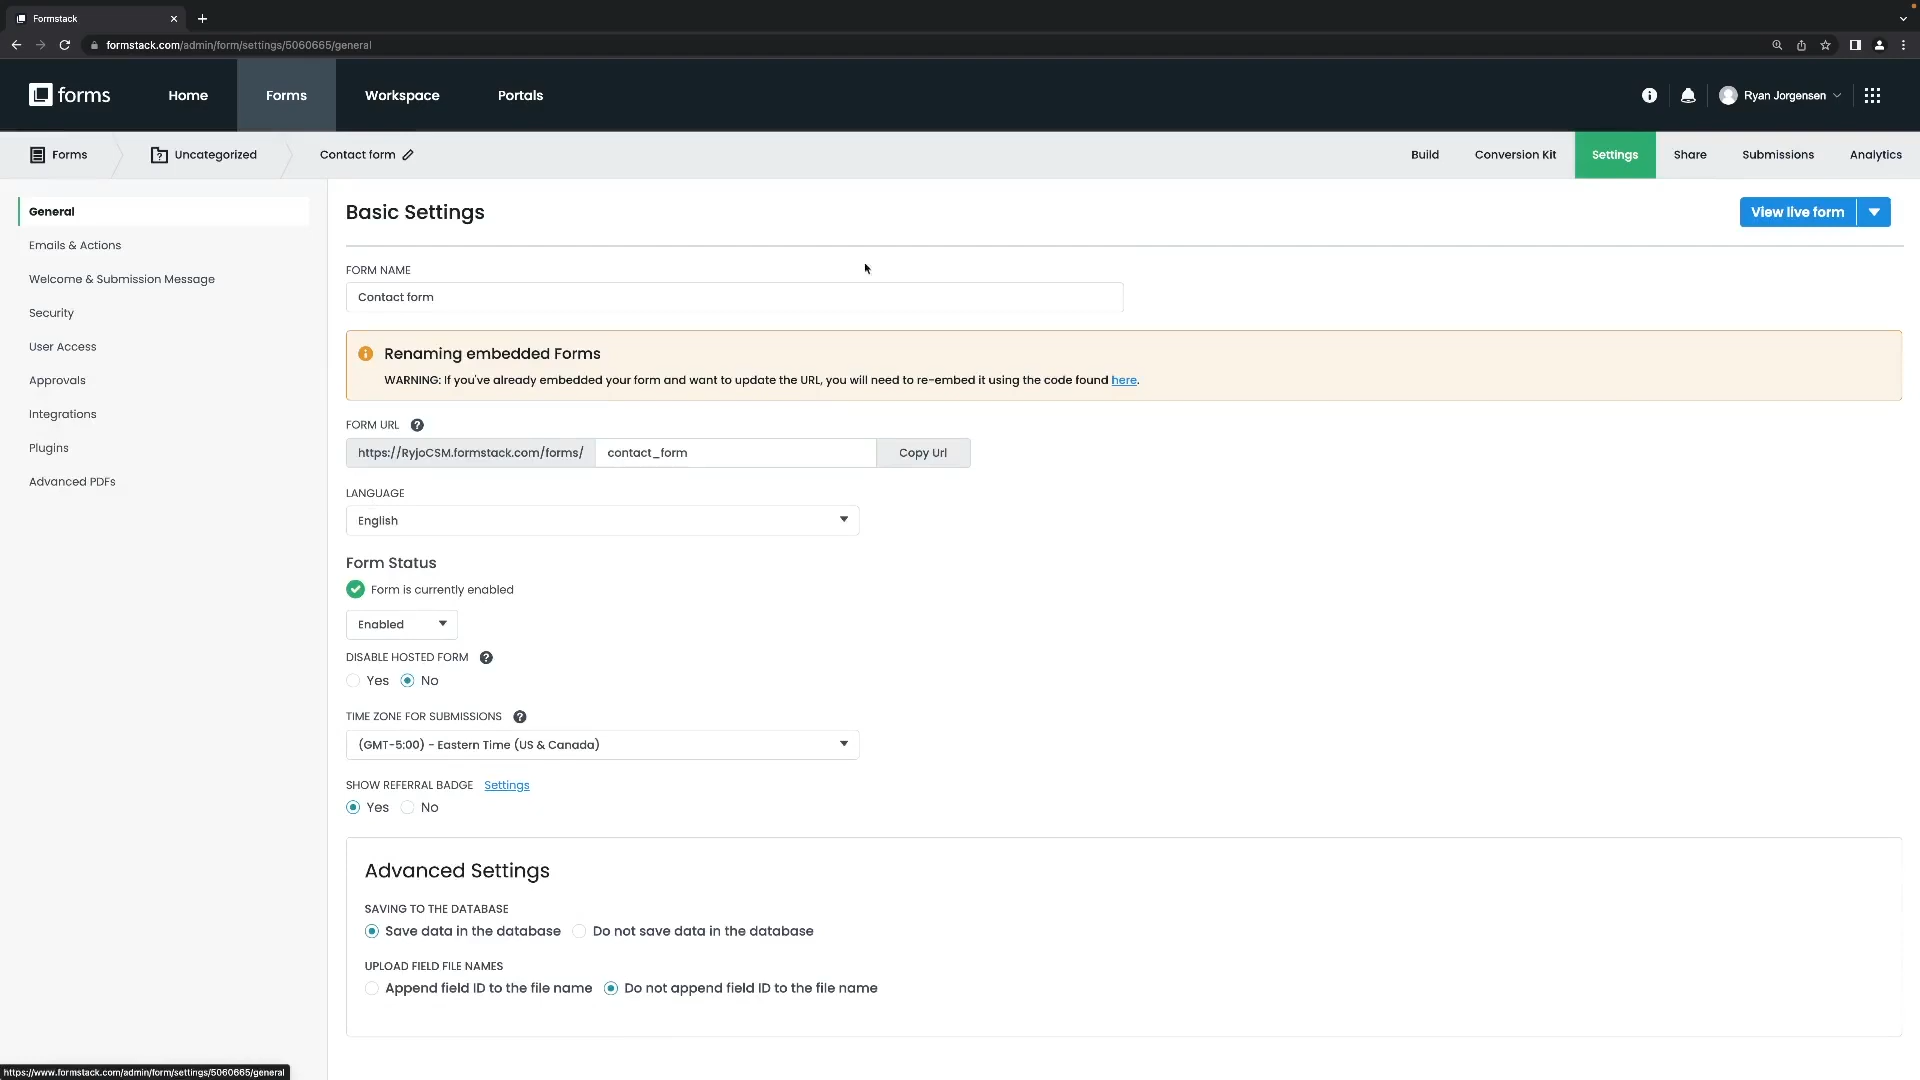 Formstack
formstack.com/admin/form/settings/5060665/general
forms
Home
Forms
Workspace
Portals
Ryan Jorgensen
Forms
Uncategorized
Contact form
Build
Conversion Kit
Settings
Share
Submissions
Analytics
General
Emails & Actions
Welcome & Submission Message
Security
User Access
Approvals
Integrations
Plugins
Advanced PDFs
Basic Settings
View live form
FORM NAME
Contact form
Renaming embedded Forms
WARNING: If you've already embedded your form and want to update the URL, you will need to re-embed it using the code found here.
FORM URL
https://RyjoCSM.formstack.com/forms/
contact_form
Copy Url
LANGUAGE
English
Form Status
Form is currently enabled
Enabled
DISABLE HOSTED FORM
Yes
No
TIME ZONE FOR SUBMISSIONS
(GMT-5:00) - Eastern Time (US & Canada)
SHOW REFERRAL BADGE Settings
Yes
No
Advanced Settings
SAVING TO THE DATABASE
Save data in the database
Do not save data in the database
UPLOAD FIELD FILE NAMES
Append field ID to the file name
Do not append field ID to the file name
https://www.formstack.com/admin/form/settings/5060665/general